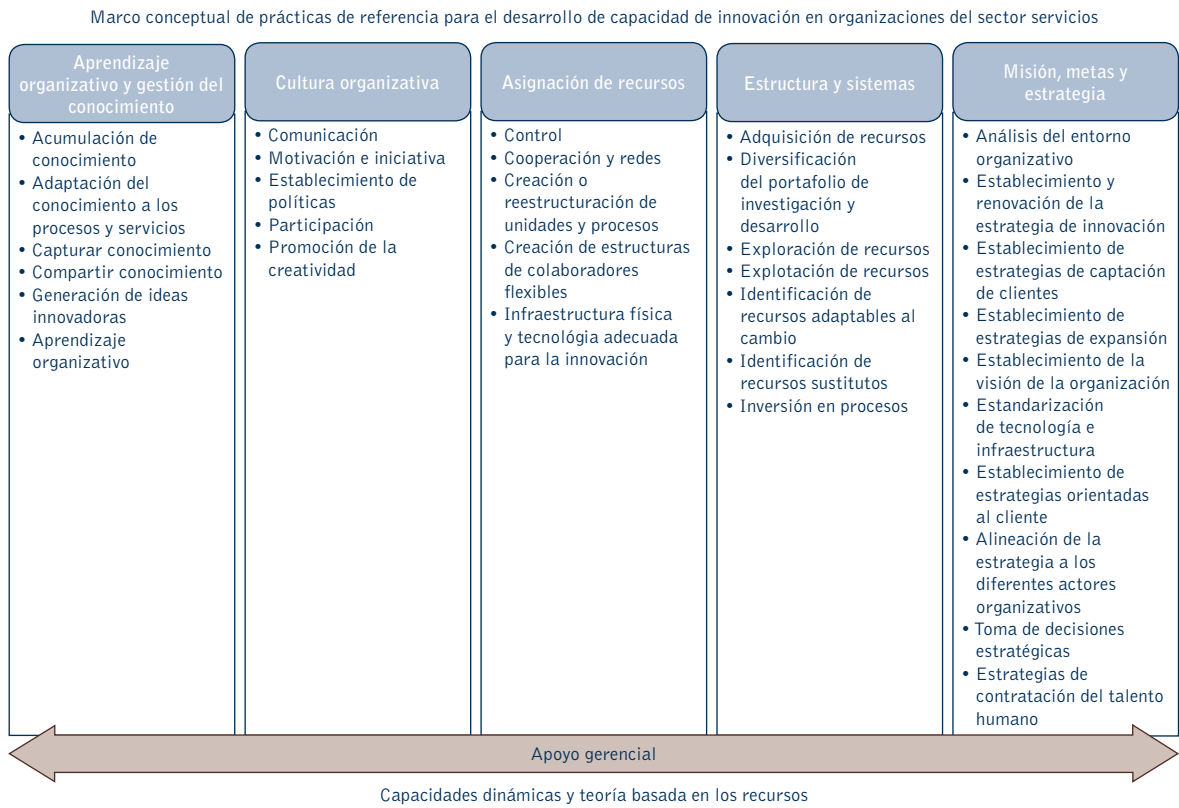 Marco conceptual de prácticas de referencia para el desarrollo de capacidad de innovación en organizaciones del sector servicios
Aprendizaje
organizativo y gestión del
conocimiento
• Acumulación de
conocimiento
• Adaptación del
conocimiento a los
procesos y servicios
• Capturar conocimiento
• Compartir conocimiento
• Generación de ideas
innovadoras
• Aprendizaje
organizativo
Cultura organizativa
• Comunicación
• Motivación e iniciativa
• Establecimiento de
políticas
• Participación
• Promoción de la
creatividad
Asignación de recursos
• Control
• Cooperación y redes
• Creación o
reestructuración de
unidades y procesos
• Creación de estructuras
de colaboradores
flexibles
• Infraestructura física
y tecnológia adecuada
para la innovación
Estructura y sistemas
• Adquisición de recursos
• Diversificación
del portafolio de
investigación y
desarrollo
• Exploración de recursos
• Explotación de recursos
• Identificación de
recursos adaptables al
cambio
• Identificación de
recursos sustitutos
• Inversión en procesos
Misión, metas y
estrategia
• Análisis del entorno
organizativo
• Establecimiento y
renovación de la
estrategia de innovación
• Establecimiento de
estrategias de captación
de clientes
• Establecimiento de
estrategias de expansión
• Establecimiento de la
visión de la organización
• Estandarización
de tecnología e
infraestructura
• Establecimiento de
estrategias orientadas
al cliente
• Alineación de la
estrategia a los
diferentes actores
organizativos
• Toma de decisiones
estratégicas
• Estrategias de
contratación del talento
humano
Apoyo gerencial
Capacidades dinámicas y teoría basada en los recursos